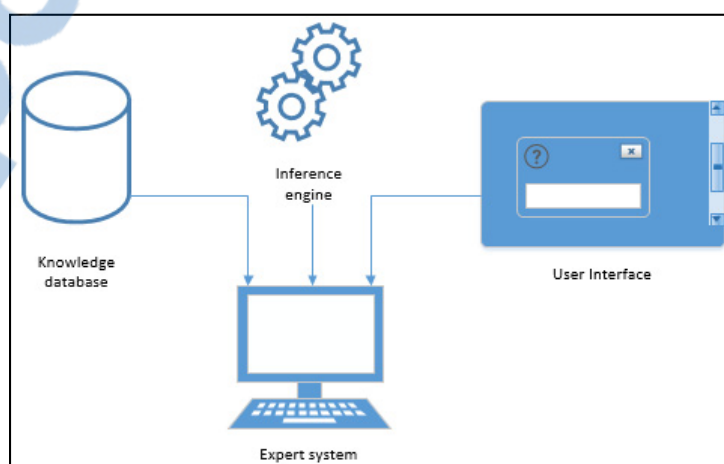 Inference
engine
Knowledge
database
?
User Interface
Expert system